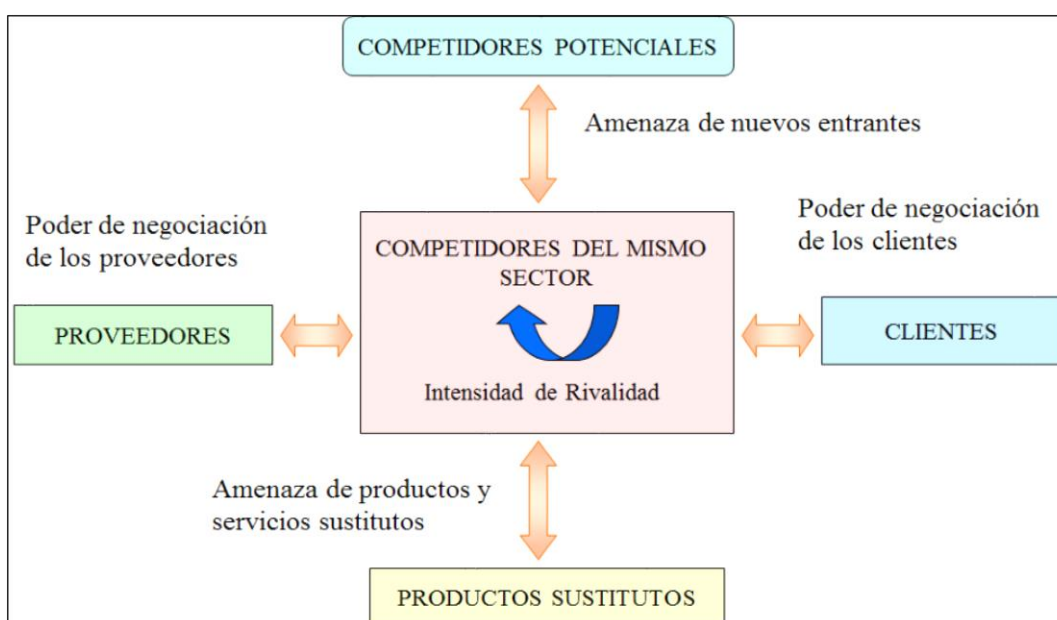 COMPETIDORES POTENCIALES
Amenaza de nuevos entrantes
Poder de negociación
de los proveedores
Poder de negociación
de los clientes
COMPETIDORES DEL MISMO
SECTOR
PROVEEDORES
CLIENTES
Intensidad de Rivalidad
Amenaza de productos y
servicios sustitutos
PRODUCTOS SUSTITUTOS